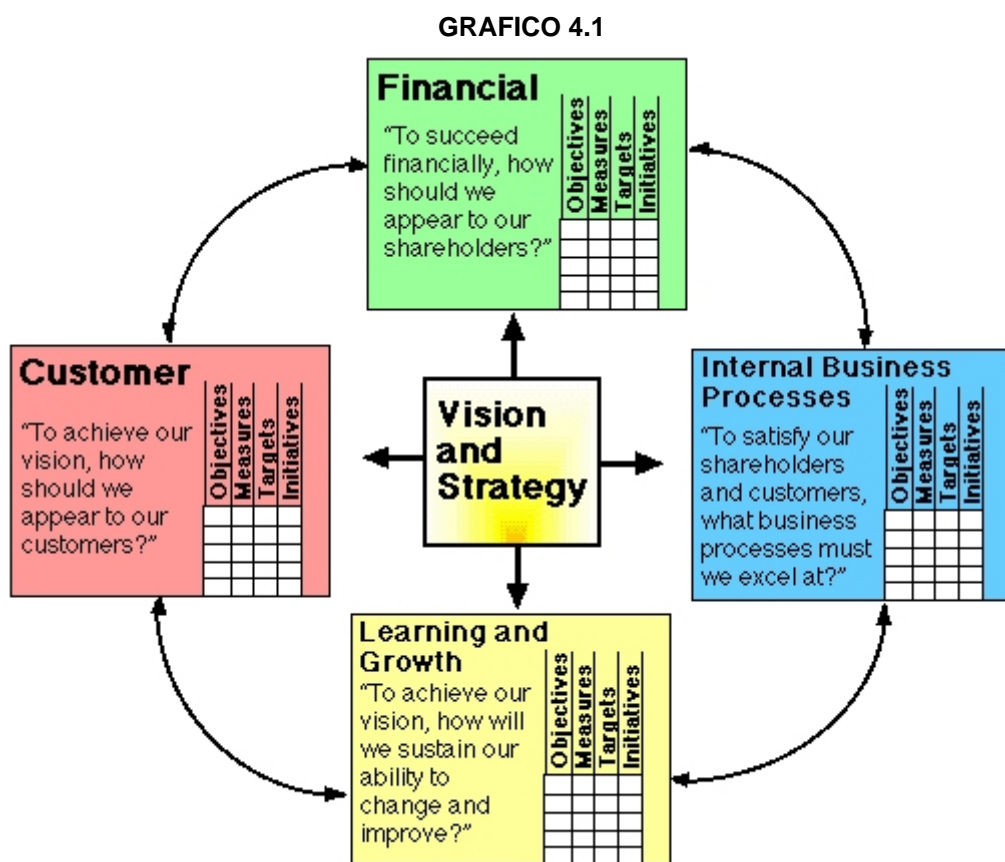 GRAFICO 4.1
Financial
"To succeed
financially, how
should we
appear to our
shareholders?"
Objectives
Measures
Targets
Initiatives
Customer
"To achieve our
vision, how
should we
appear to our
customers?"
Objectives
Measures
Targets
Initiatives
Vision
and
Strategy
Internal Business
Processes
"To satisfy our
shareholders
and customers,
what business
processes must
we excel at?"
Objectives
Measures
Targets
Initiatives
Learning and
Growth
"To achieve our
vision, how will
we sustain our
ability to
change and
improve?"
Objectives
Measures
Targets
Initiatives